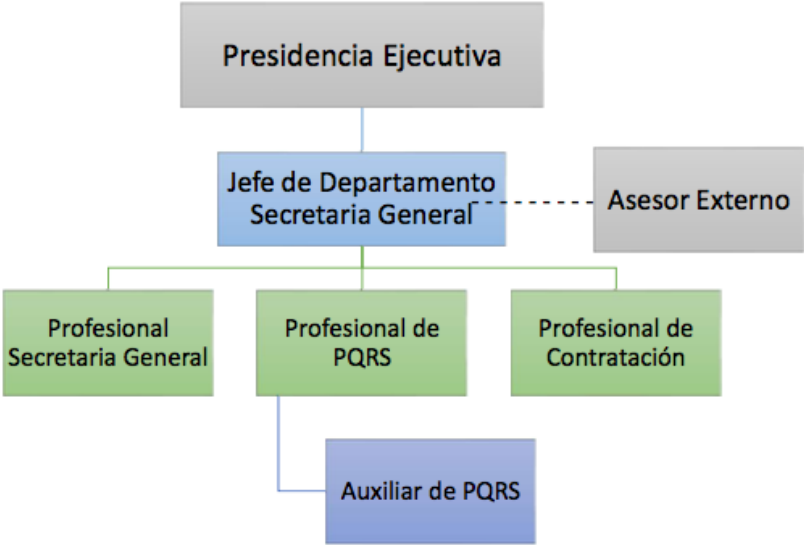 Presidencia Ejecutiva
Jefe de Departamento
Secretaria General
Asesor Externo
Profesional
Secretaria General
Profesional de
PQRS
Profesional de
Contratación
Auxiliar de PQRS